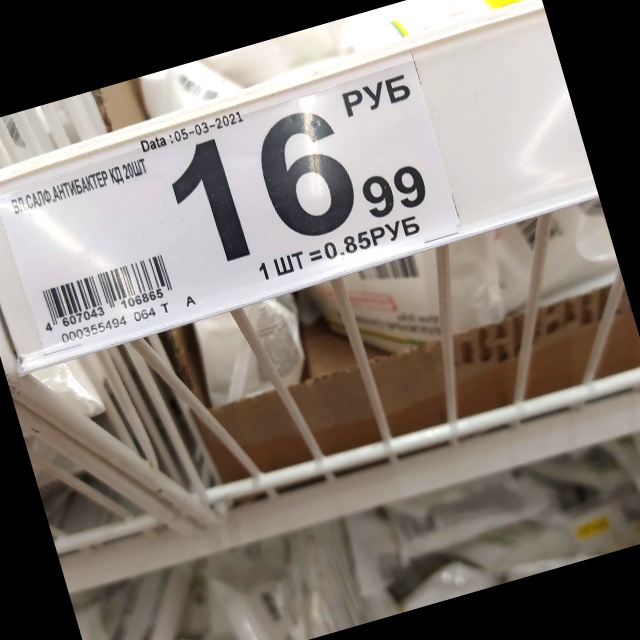 Data : 05-03-2021
ВЛ.САЛФ.АНТИБАКТЕР КД 20ШТ
16 99 РУБ
1 ШТ = 0.85РУБ
4 607043 106865
000355494 064 Т А